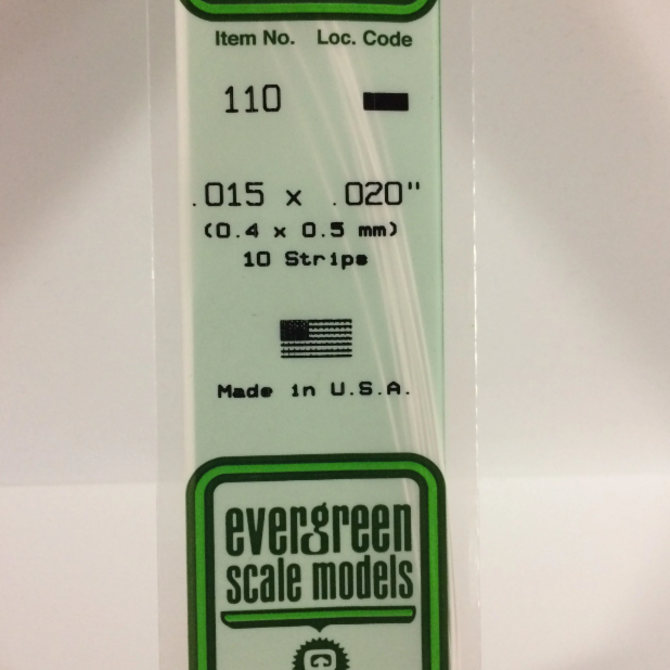 Item No. Loc. Code
110
.015 x .020"
(0.4 x 0.5 mm)
10 Strips
Made in U.S.A.
evergreen
scale models